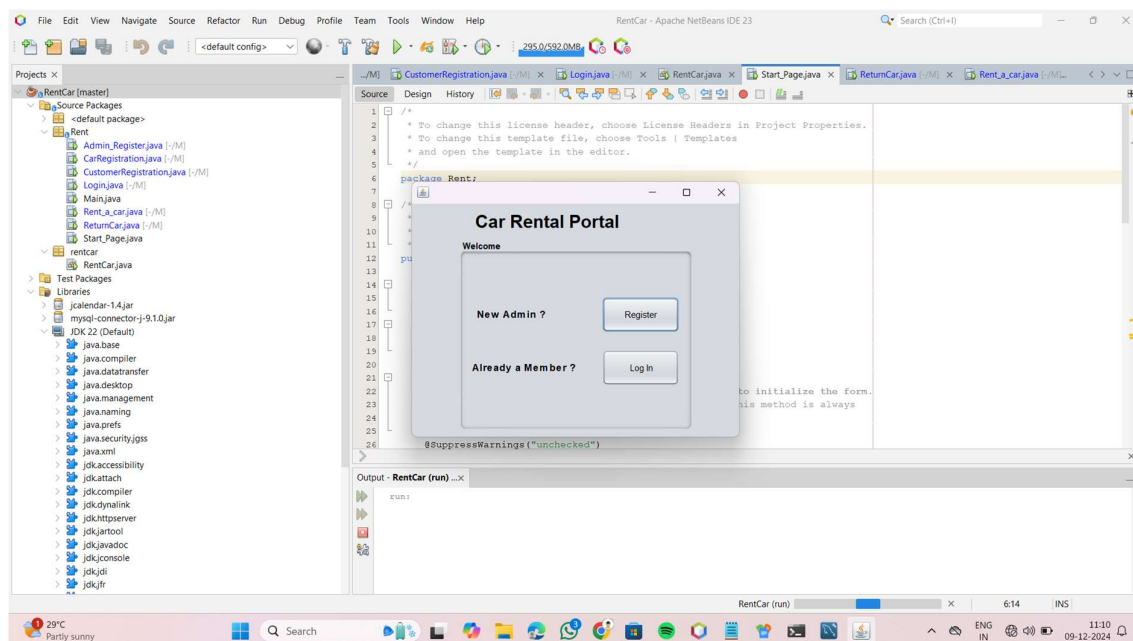 File Edit View Navigate Source Refactor Run Debug Profile Team Tools Window Help
RentCar - Apache NetBeans IDE 23
Search (Ctrl+I)
<default config>
295.0/592.0MB
Projects
RentCar [master]
Source Packages
<default package>
Rent
Admin_Register.java [-/M]
CarRegistration.java [-/M]
CustomerRegistration.java [-/M]
Login.java [-/M]
Main.java
Rent_a_car.java [-/M]
ReturnCar.java [-/M]
Start_Page.java
rentcar
RentCar.java
Test Packages
Libraries
jcalendar-1.4.jar
mysql-connector-j-9.1.0.jar
JDK 22 (Default)
java.base
java.compiler
java.datatransfer
java.desktop
java.management
java.naming
java.prefs
java.security.jgss
java.xml
jdk.accessibility
jdk.attach
jdk.compiler
jdk.dynalink
jdk.httpserver
jdk.jartool
jdk.javadoc
jdk.jconsole
jdk.jdi
jdk.jfr
.../M] CustomerRegistration.java [-/M] Login.java [-/M] RentCar.java Start_Page.java ReturnCar.java [-/M] Rent_a_car.java [-/M]...
Source Design History
1 /*
2 * To change this license header, choose License Headers in Project Properties.
3 * To change this template file, choose Tools | Templates
4 * and open the template in the editor.
5 */
6 package Rent;
7
8 /*
9 *
10 *
11 *
12 pu
13
14
15
16
17
18
19
20
21
22 to initialize the form.
23 his method is always
24
25
26 @SuppressWarnings("unchecked")
Car Rental Portal
Welcome
New Admin ? Register
Already a Member ? Log In
Output - RentCar (run) ...
run:
RentCar (run)
6:14 INS
1
29°C
Partly sunny
Search
3
ENG
IN
11:10
09-12-2024